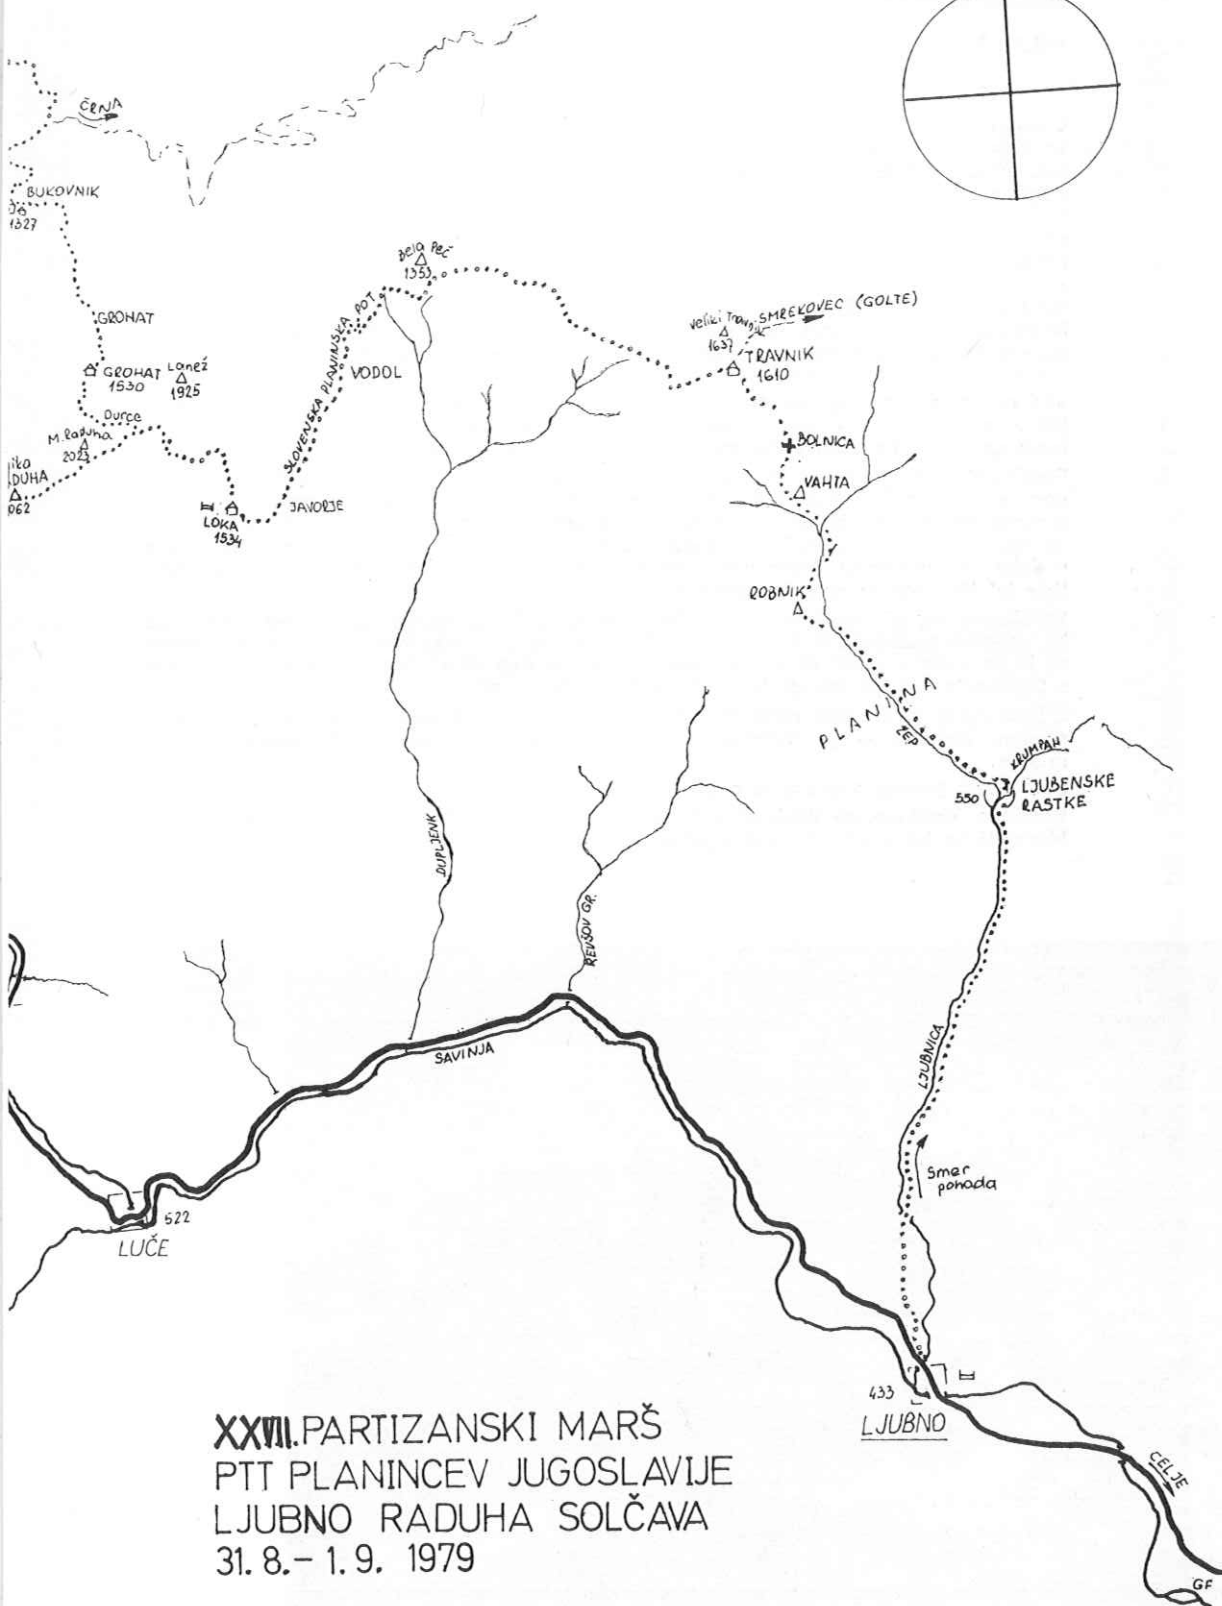 ČRNA
BUKOVNIK
1327
Bela Peč
1353
GROHAT
GROHAT
1530
Lanež
1925
Durce
M. Raduha
2023
DUHA
062
LOKA
1534
JAVORJE
SLOVENSKA PLANINSKA POT
VODOL
Veliki Travnik
1637
SMREKOVEC (GOLTE)
TRAVNIK
1610
BOLNICA
VAHTA
ROBNIK
PLANINA
ŽEP
KRUMPAH
550
LJUBENSKE
RASTKE
DUPLJENK
REVŠOV GR.
SAVINJA
LJUBNICA
Smer
pohoda
522
LUČE
433
LJUBNO
CELJE
GF
XXVII. PARTIZANSKI MARŠ
PTT PLANINCEV JUGOSLAVIJE
LJUBNO RADUHA SOLČAVA
31. 8. – 1. 9. 1979